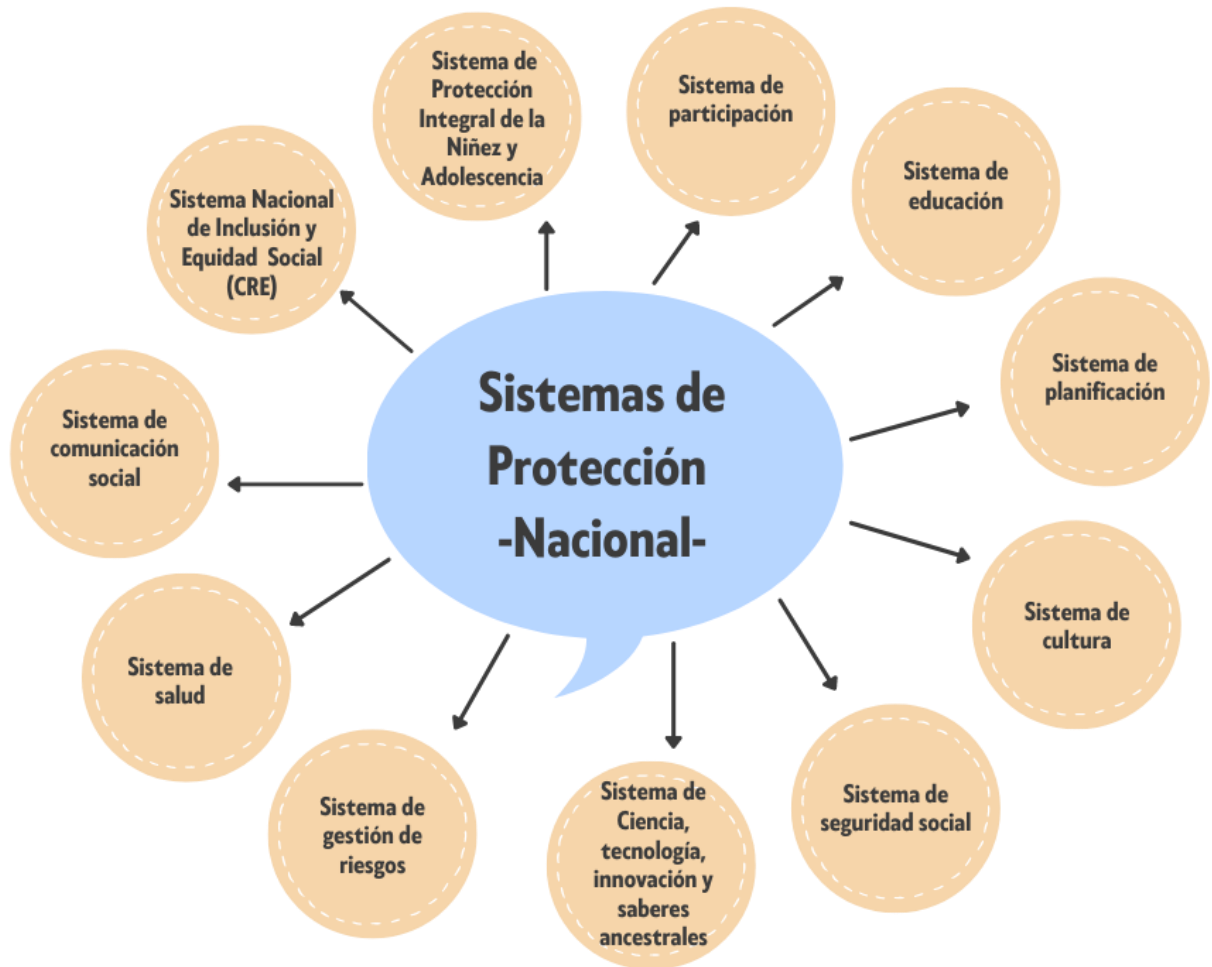 Sistema de
Protección
Integral de la
Niñez y
Adolescencia
Sistema de
participación
Sistema de
educación
Sistema Nacional
de Inclusión y
Equidad Social
(CRE)
Sistema de
planificación
Sistemas de
Protección
-Nacional-
Sistema de
comunicación
social
Sistema de
cultura
Sistema de
salud
Sistema de
seguridad social
Sistema de
gestión de
riesgos
Sistema de
Ciencia,
tecnología,
innovación y
saberes
ancestrales